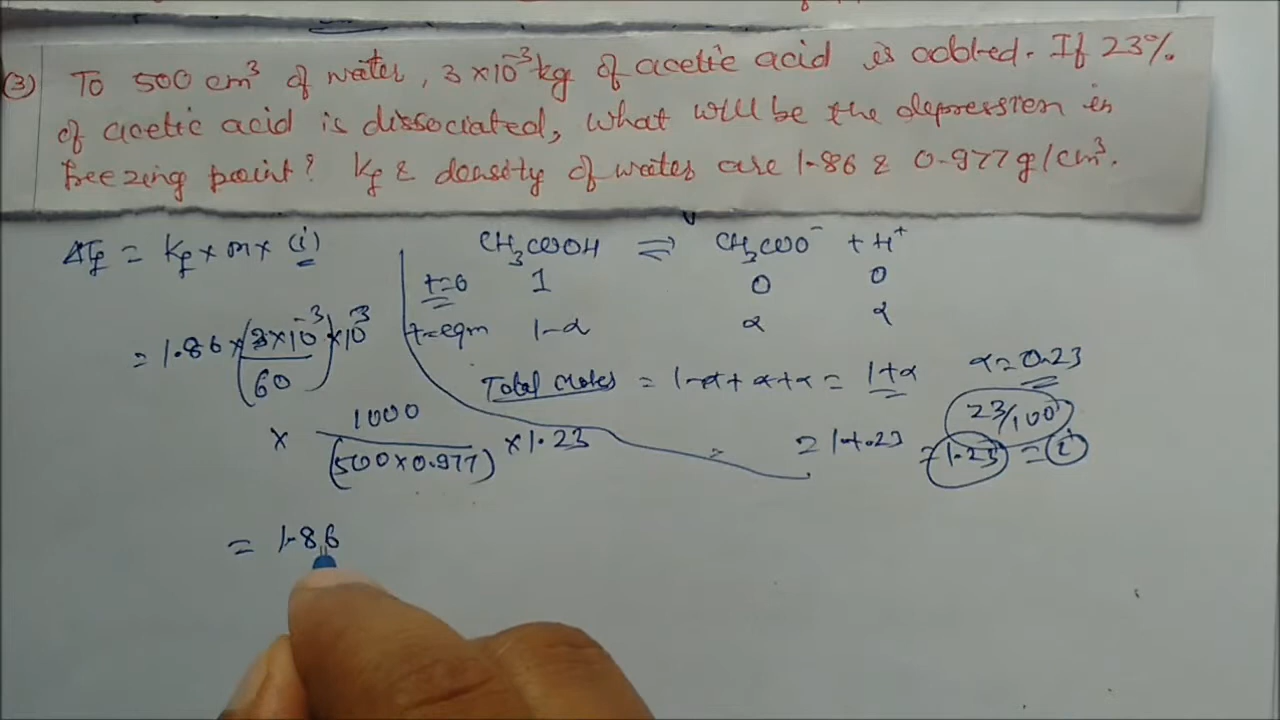 (3) To 500 cm³ of water, 3×10⁻³ kg of acetic acid is added. If 23%
of acetic acid is dissociated, what will be the depression in
freezing point? Kf & density of water are 1.86 & 0.977 g/cm³.
ΔTf = Kf × m × (i)
= 1.86 × (3×10⁻³/60) × 10³
× 1000/(500×0.977) × 1.23
= 1.86
CH₃COOH ⇌ CH₃COO⁻ + H⁺
t=0 1 0 0
t=eqm 1-α α α
Total moles = 1-α+α+α = 1+α
α=0.23
23/100
= 1+.23 = 1.23 = i